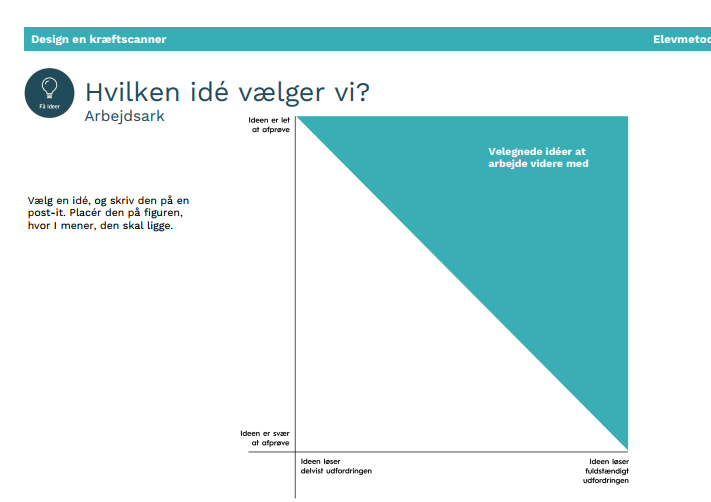 Design en kræftscanner
Få ideer
Hvilken idé vælger vi?
Arbejdsark
Vælg en idé, og skriv den på en
post-it. Placér den på figuren,
hvor I mener, den skal ligge.
Ideen er let
at afprøve
Velegnede idéer at
arbejde videre med
Ideen er svær
at afprøve
Ideen løser
delvist udfordringen
Ideen løser
fuldstændigt
udfordringen